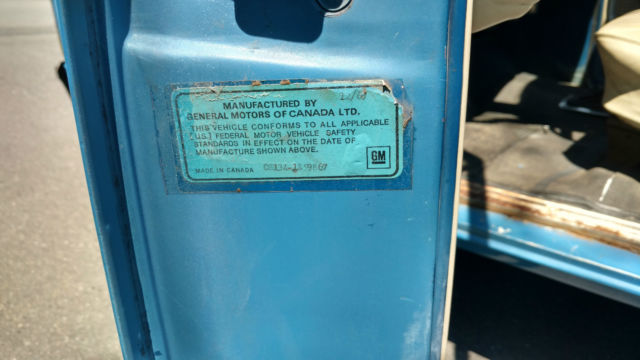 MANUFACTURED BY
GENERAL MOTORS OF CANADA LTD.
THIS VEHICLE CONFORMS TO ALL APPLICABLE
(U.S.) FEDERAL MOTOR VEHICLE SAFETY
STANDARDS IN EFFECT ON THE DATE OF
MANUFACTURE SHOWN ABOVE.
GM
MADE IN CANADA